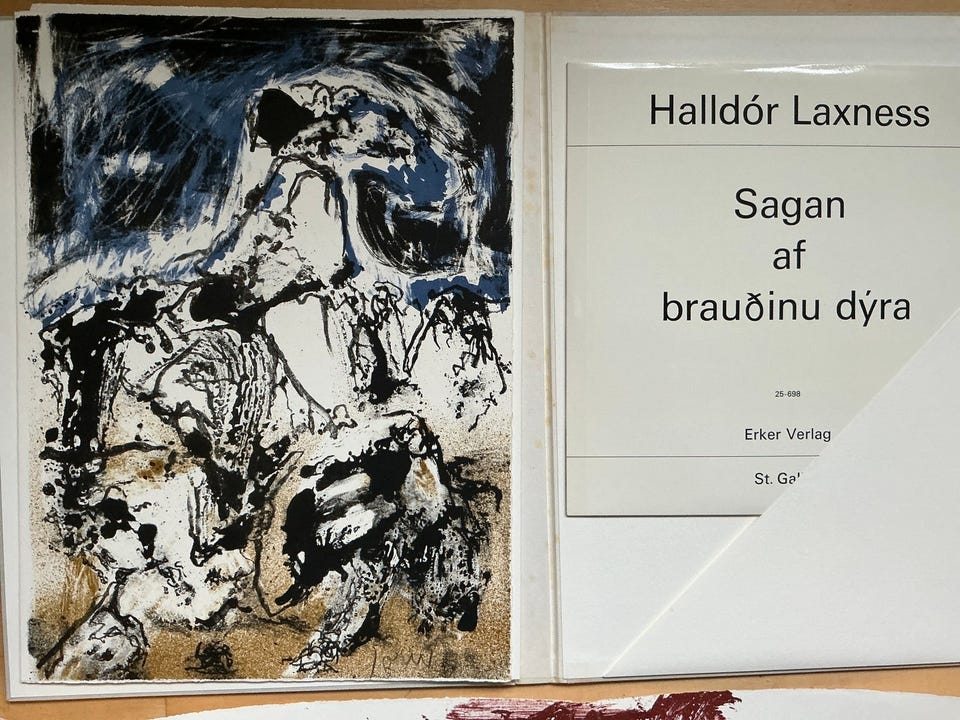 Halldór Laxness
Sagan
af
brauðinu dýra
25-698
Erker Verlag
St. Gal